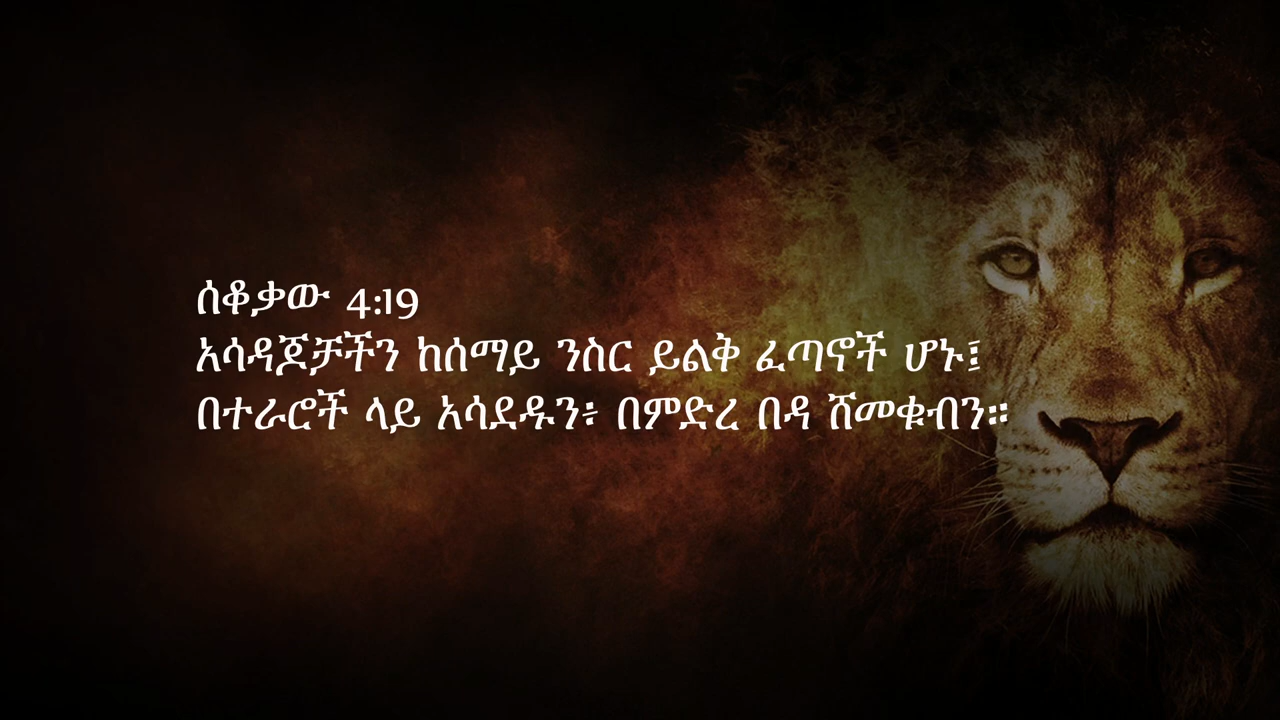 ሰቆቃው 4:19
አሳዳጆቻችን ከሰማይ ንስር ይልቅ ፈጣኖች ሆኑ፤
በተራሮች ላይ አሳደዱን፥ በምድረ በዳ ሸመቁብን።